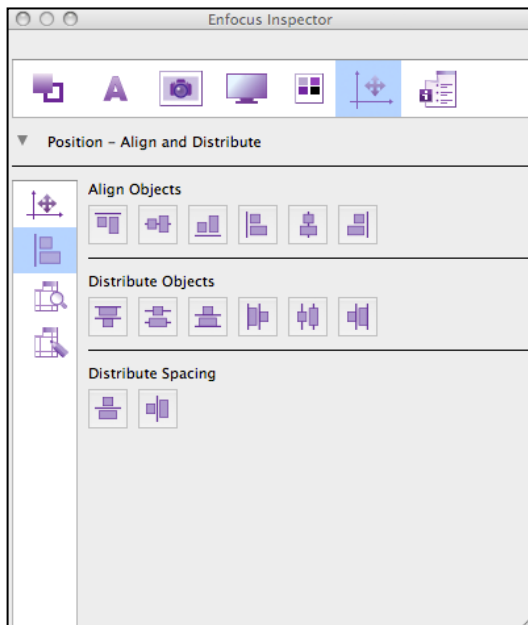 Enfocus Inspector
A
Position – Align and Distribute
Align Objects
Distribute Objects
Distribute Spacing